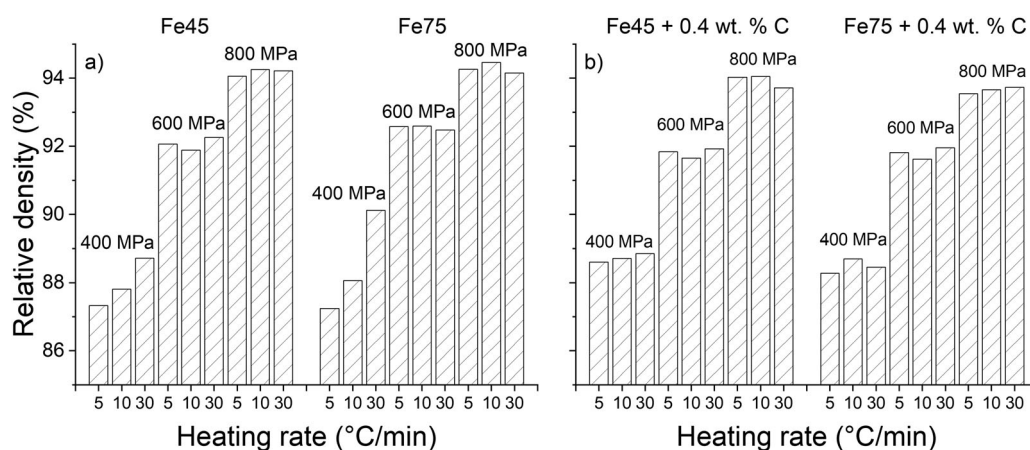 Fe45 Fe75 Fe45 + 0.4 wt. % C Fe75 + 0.4 wt. % C
a) 800 MPa 800 MPa b) 800 MPa 800 MPa
94
600 MPa 600 MPa 600 MPa 600 MPa
92
400 MPa
90
400 MPa 400 MPa 400 MPa
88
86
Relative density (%)
5 10 30 5 10 30 5 10 30 5 10 30 5 10 30 5 10 30 5 10 30 5 10 30 5 10 30 5 10 30 5 10 30 5 10 30
Heating rate (°C/min) Heating rate (°C/min)